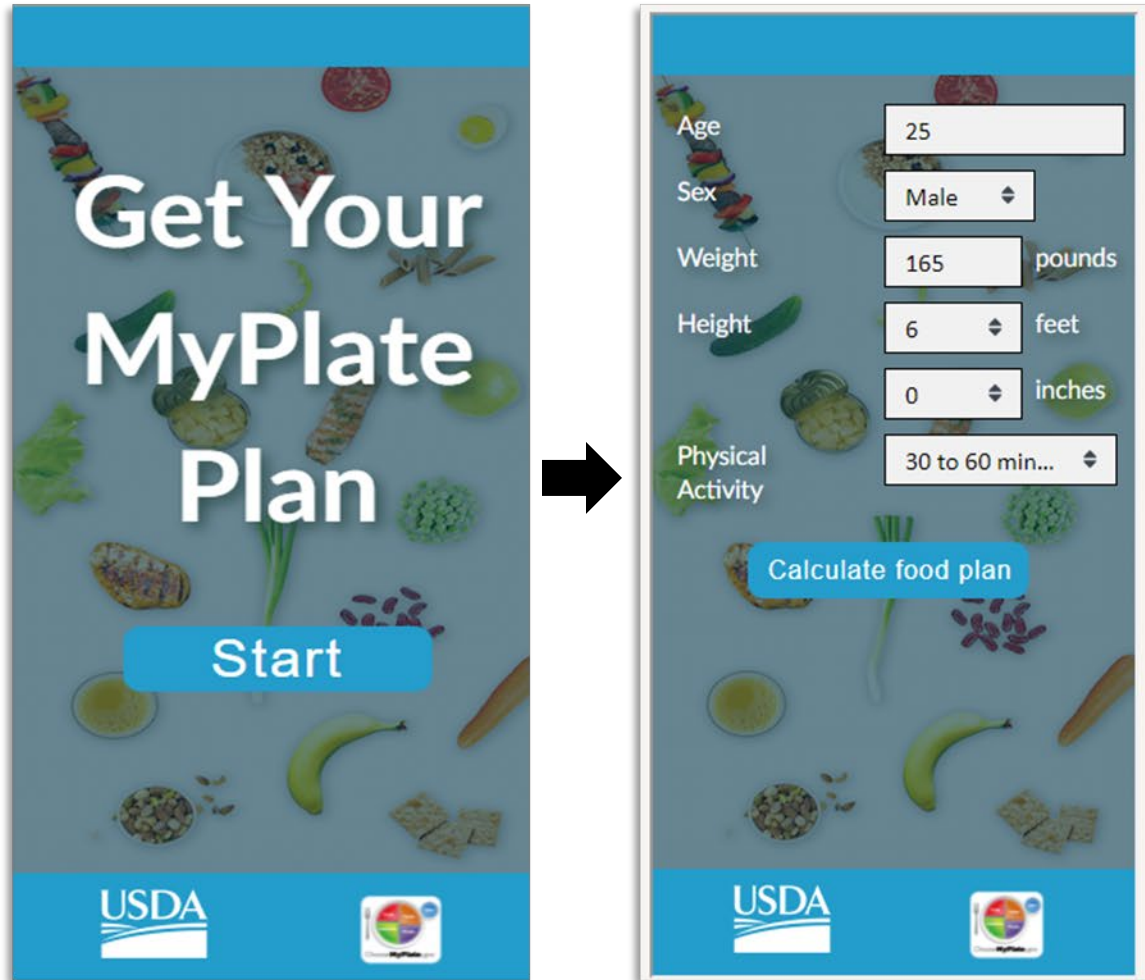 Get Your
MyPlate
Plan
Start
USDA
Age
25
Sex
Male
Weight
165
pounds
Height
6
feet
0
inches
Physical
Activity
30 to 60 min...
Calculate food plan
USDA